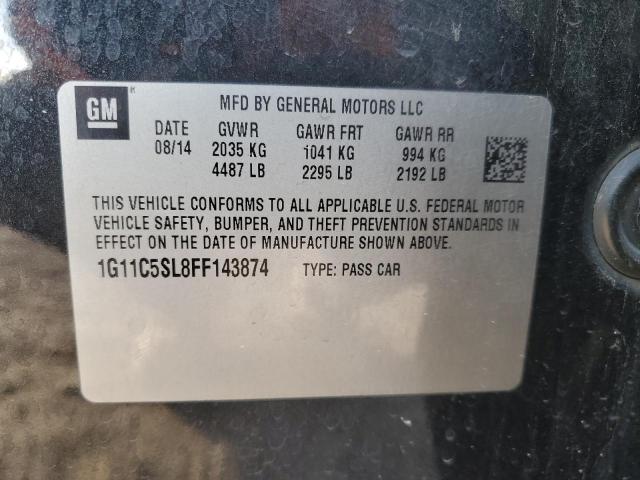 GM
MFD BY GENERAL MOTORS LLC
DATE GVWR GAWR FRT GAWR RR
08/14 2035 KG 1041 KG 994 KG
4487 LB 2295 LB 2192 LB
THIS VEHICLE CONFORMS TO ALL APPLICABLE U.S. FEDERAL MOTOR
VEHICLE SAFETY, BUMPER, AND THEFT PREVENTION STANDARDS IN
EFFECT ON THE DATE OF MANUFACTURE SHOWN ABOVE.
1G11C5SL8FF143874 TYPE: PASS CAR